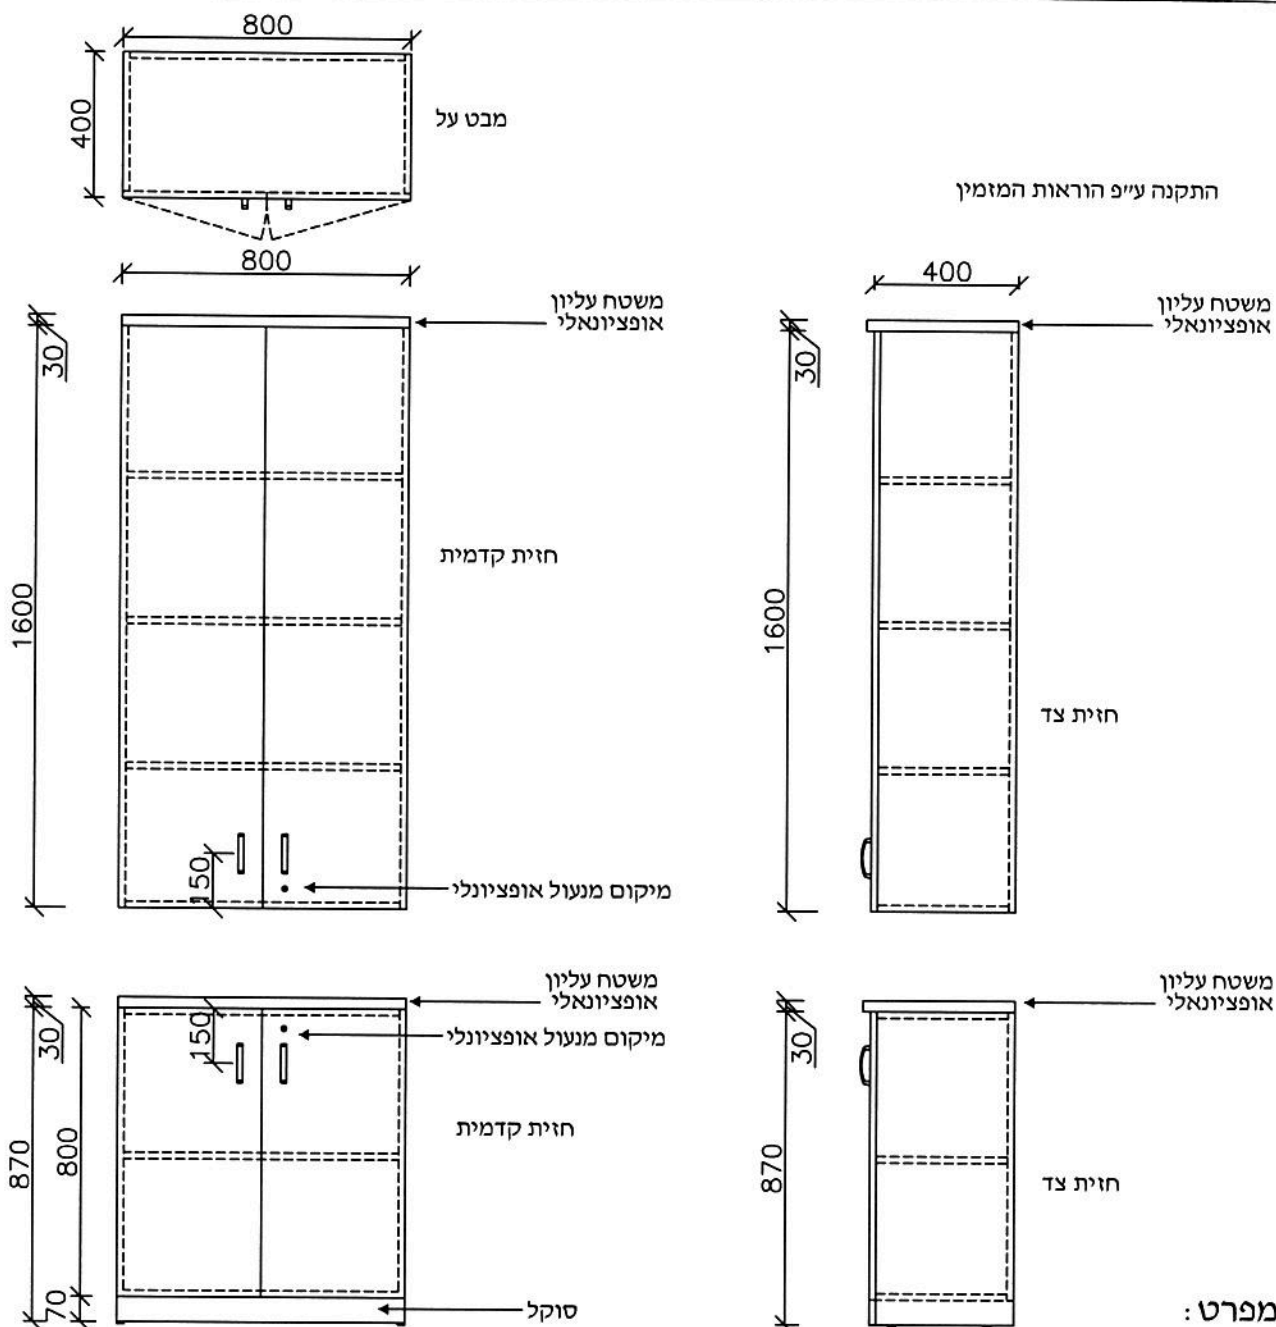 800
400
מבט על
התקנה ע״פ הוראות המזמין
800
400
משטח עליון
אופציונאלי
משטח עליון
אופציונאלי
30
30
חזית קדמית
1600
1600
חזית צד
150
מיקום מנעול אופציונלי
משטח עליון
אופציונאלי
משטח עליון
אופציונאלי
30
150
מיקום מנעול אופציונלי
30
חזית קדמית
870
800
870
חזית צד
70
סוקל
מפרט :